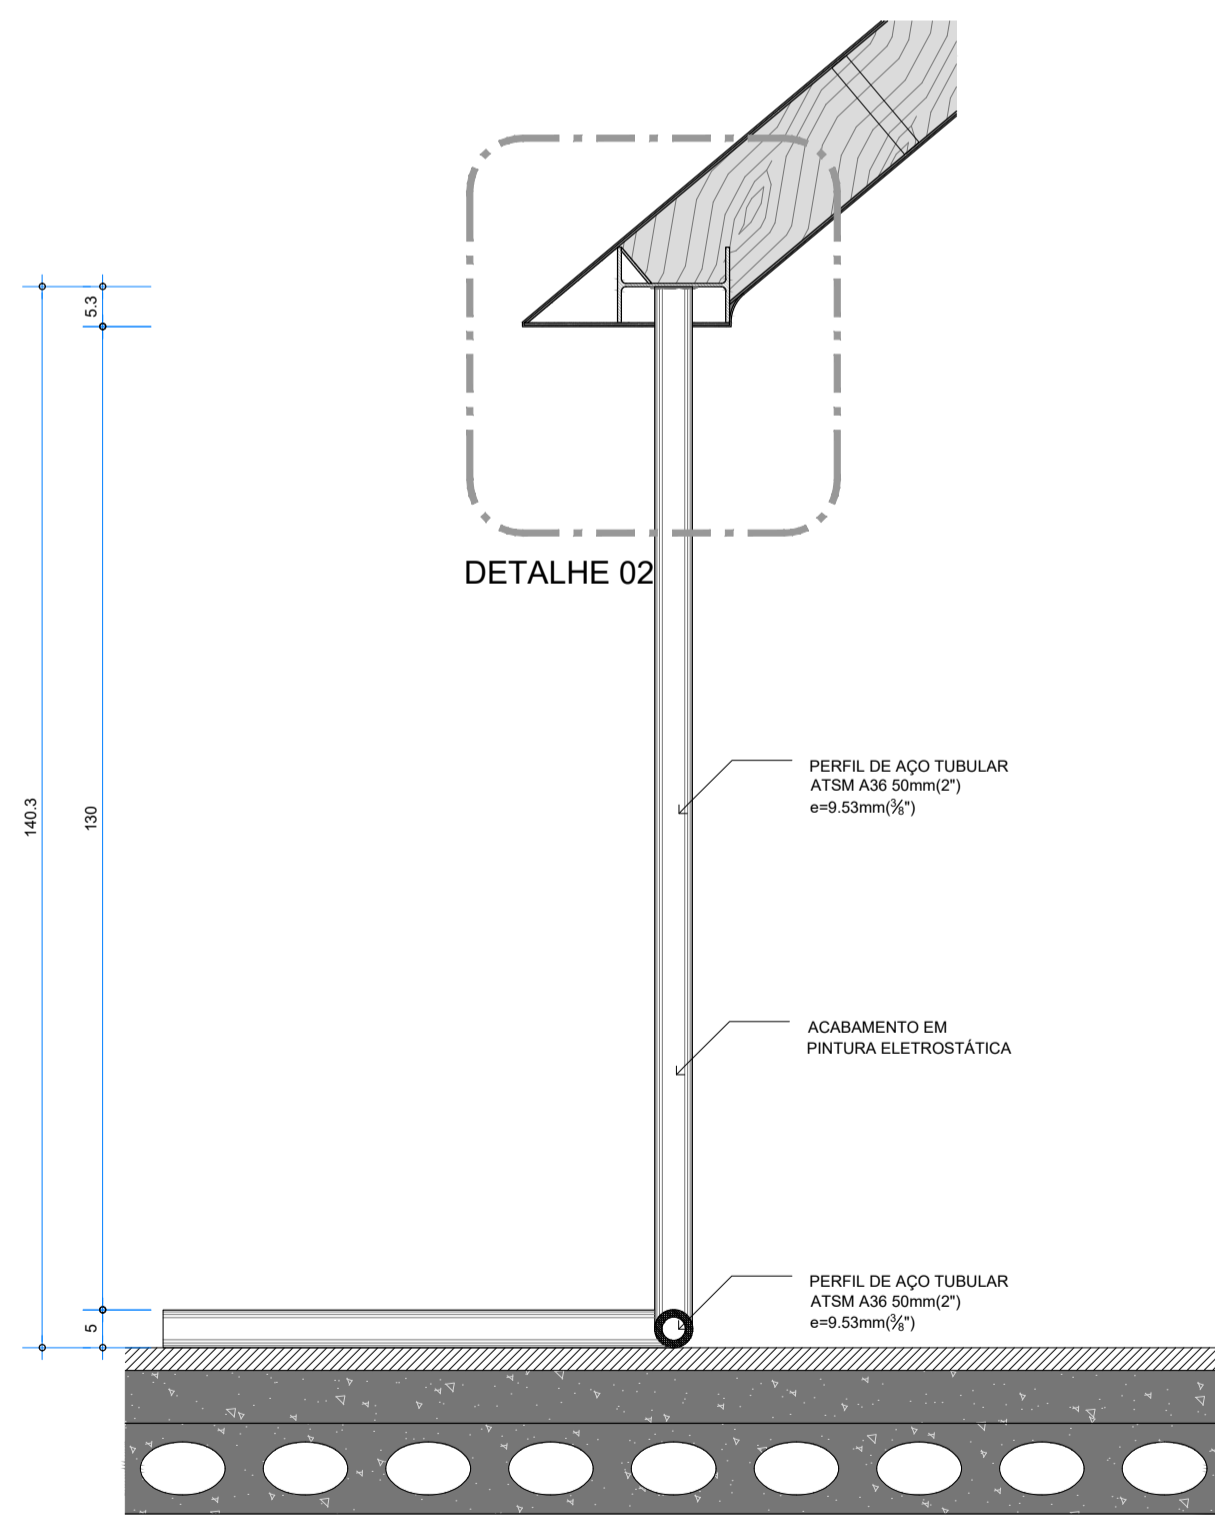 5.3
DETALHE 02
PERFIL DE AÇO TUBULAR
ATSM A36 50mm(2")
e=9.53mm(⅜")
140.3
130
ACABAMENTO EM
PINTURA ELETROSTÁTICA
PERFIL DE AÇO TUBULAR
ATSM A36 50mm(2")
e=9.53mm(⅜")
5